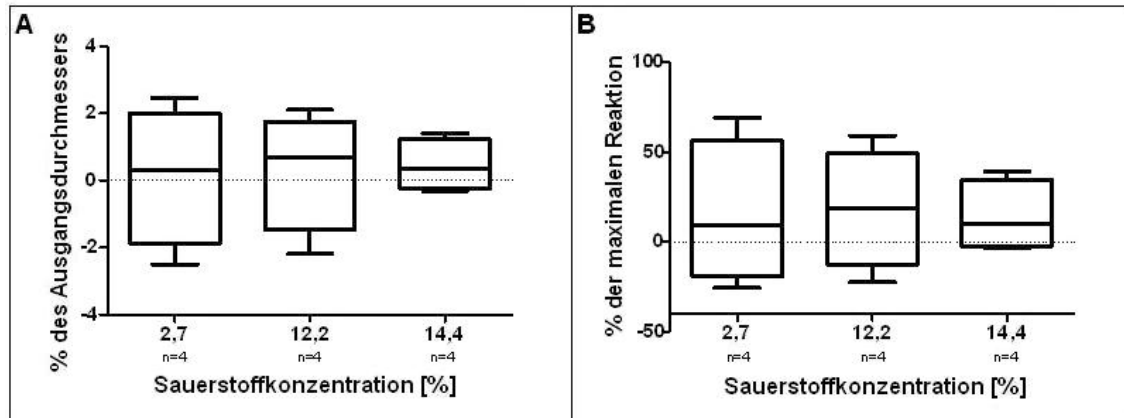 A
% des Ausgangsdurchmessers
4
2
0
-2
-4
2,7 12,2 14,4
n=4 n=4 n=4
Sauerstoffkonzentration [%]
B
% der maximalen Reaktion
100
50
0
-50
2,7 12,2 14,4
n=4 n=4 n=4
Sauerstoffkonzentration [%]